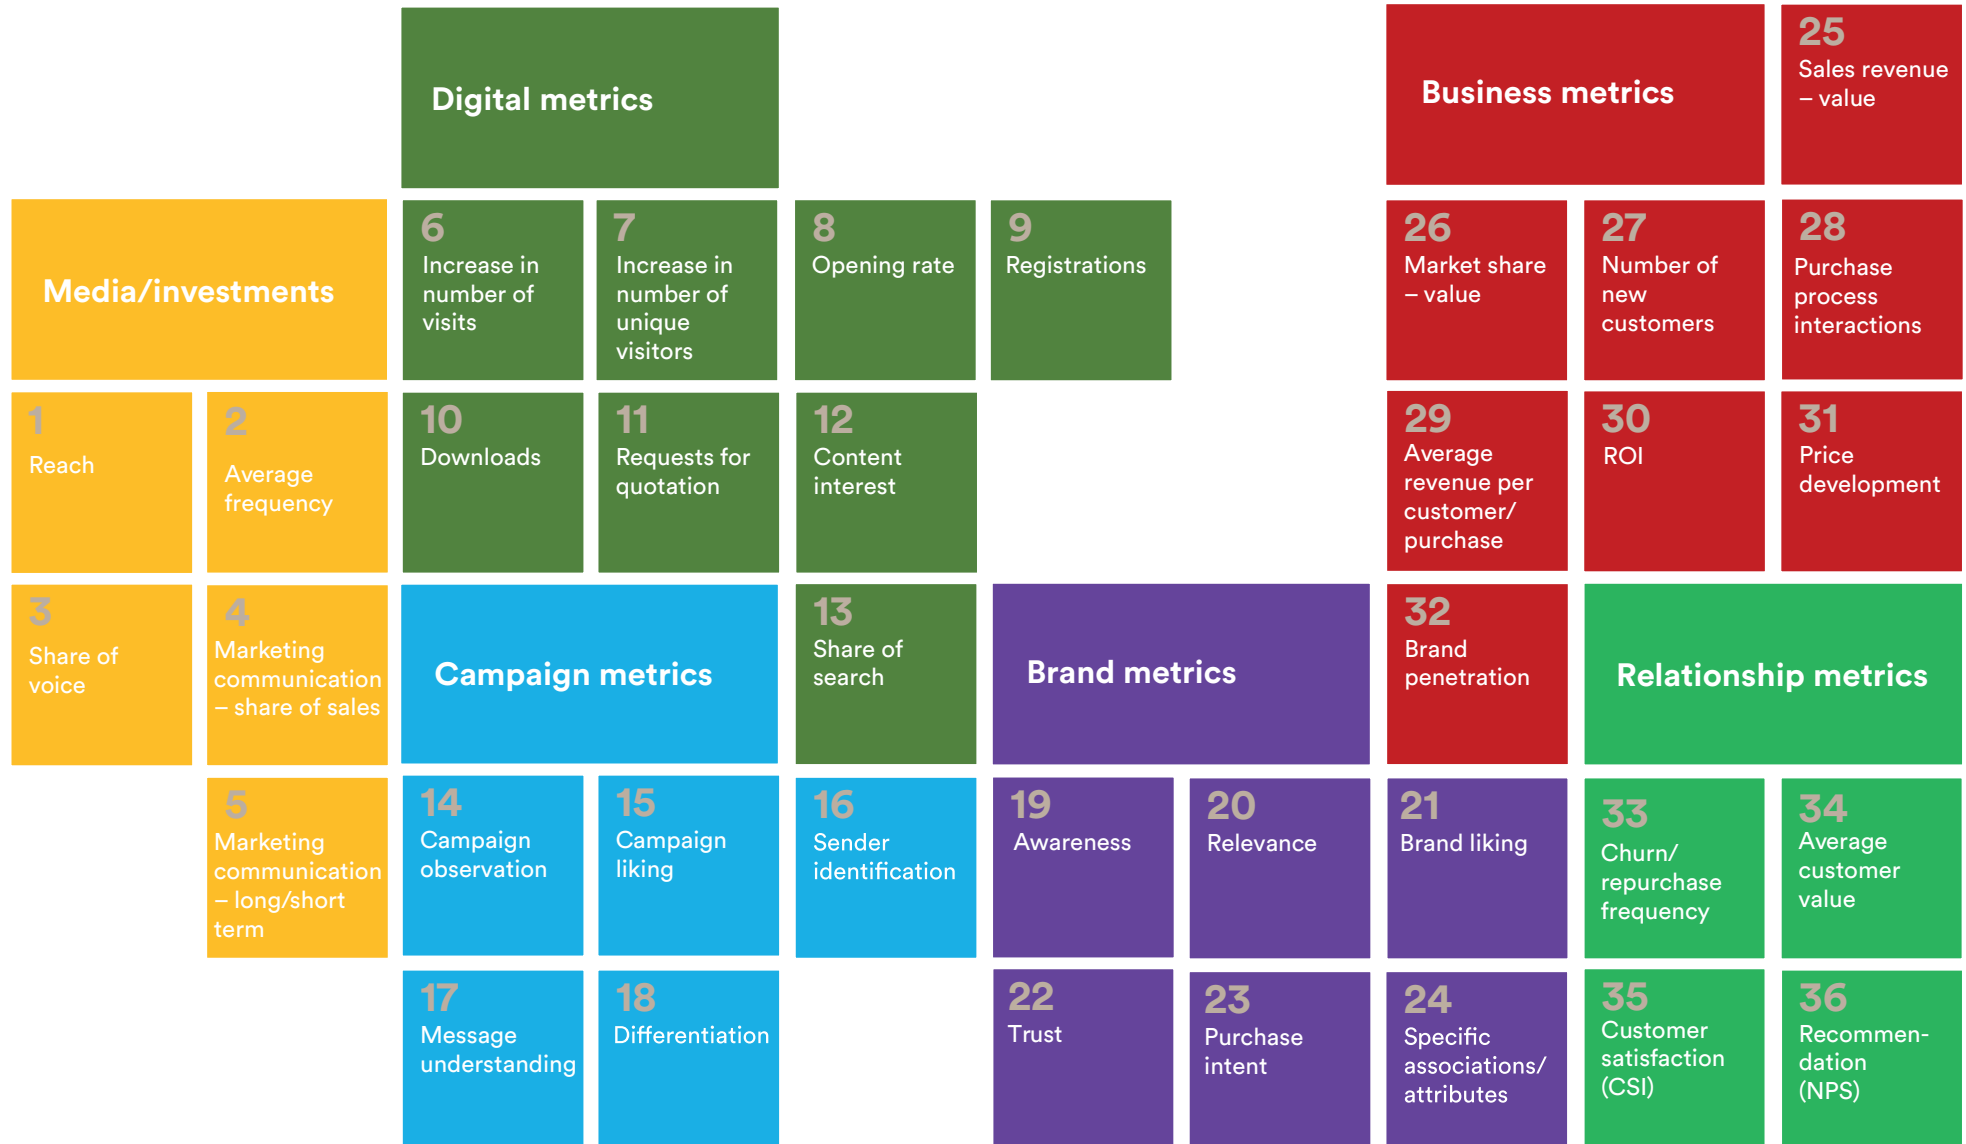 Digital metrics
Business metrics
25
Sales revenue
– value
Media/investments
6
Increase in
number of
visits
7
Increase in
number of
unique
visitors
8
Opening rate
9
Registrations
26
Market share
– value
27
Number of
new
customers
28
Purchase
process
interactions
1
Reach
2
Average
frequency
10
Downloads
11
Requests for
quotation
12
Content
interest
29
Average
revenue per
customer/
purchase
30
ROI
31
Price
development
3
Share of
voice
4
Marketing
communication
– share of sales
Campaign metrics
13
Share of
search
Brand metrics
32
Brand
penetration
Relationship metrics
5
Marketing
communication
– long/short
term
14
Campaign
observation
15
Campaign
liking
16
Sender
identification
19
Awareness
20
Relevance
21
Brand liking
33
Churn/
repurchase
frequency
34
Average
customer
value
17
Message
understanding
18
Differentiation
22
Trust
23
Purchase
intent
24
Specific
associations/
attributes
35
Customer
satisfaction
(CSI)
36
Recommen-
dation
(NPS)